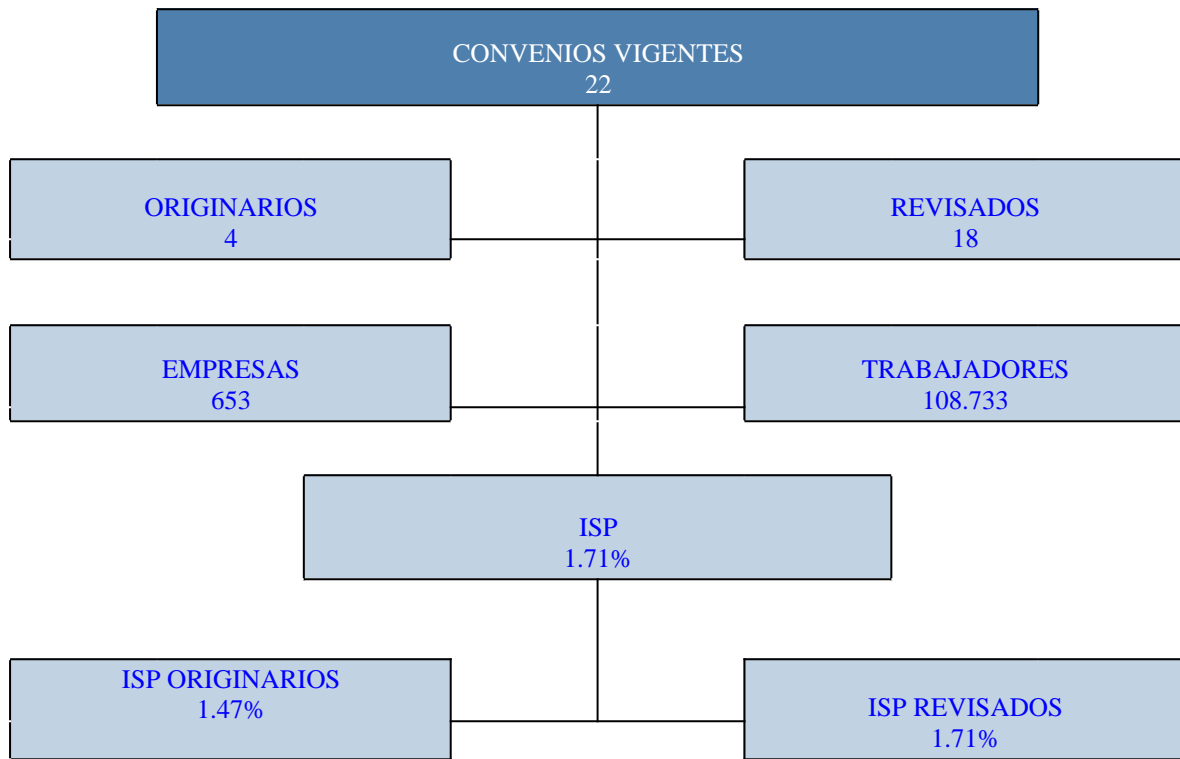 CONVENIOS VIGENTES
22
ORIGINARIOS
4
REVISADOS
18
EMPRESAS
653
TRABAJADORES
108.733
ISP
1.71%
ISP ORIGINARIOS
1.47%
ISP REVISADOS
1.71%